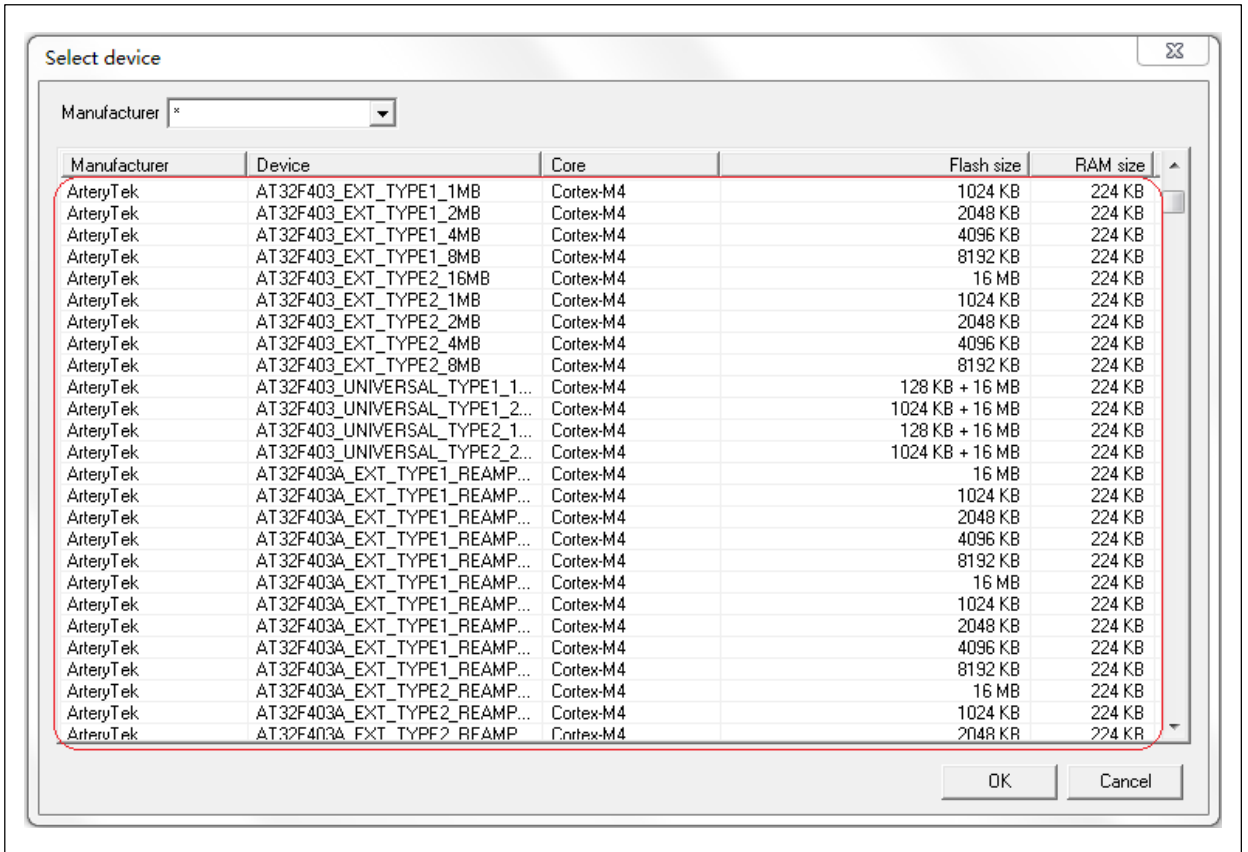 Select device
Manufacturer *
Manufacturer Device Core Flash size RAM size
ArteryTek AT32F403_EXT_TYPE1_1MB Cortex-M4 1024 KB 224 KB
ArteryTek AT32F403_EXT_TYPE1_2MB Cortex-M4 2048 KB 224 KB
ArteryTek AT32F403_EXT_TYPE1_4MB Cortex-M4 4096 KB 224 KB
ArteryTek AT32F403_EXT_TYPE1_8MB Cortex-M4 8192 KB 224 KB
ArteryTek AT32F403_EXT_TYPE2_16MB Cortex-M4 16 MB 224 KB
ArteryTek AT32F403_EXT_TYPE2_1MB Cortex-M4 1024 KB 224 KB
ArteryTek AT32F403_EXT_TYPE2_2MB Cortex-M4 2048 KB 224 KB
ArteryTek AT32F403_EXT_TYPE2_4MB Cortex-M4 4096 KB 224 KB
ArteryTek AT32F403_EXT_TYPE2_8MB Cortex-M4 8192 KB 224 KB
ArteryTek AT32F403_UNIVERSAL_TYPE1_1... Cortex-M4 128 KB + 16 MB 224 KB
ArteryTek AT32F403_UNIVERSAL_TYPE1_2... Cortex-M4 1024 KB + 16 MB 224 KB
ArteryTek AT32F403_UNIVERSAL_TYPE2_1... Cortex-M4 128 KB + 16 MB 224 KB
ArteryTek AT32F403_UNIVERSAL_TYPE2_2... Cortex-M4 1024 KB + 16 MB 224 KB
ArteryTek AT32F403A_EXT_TYPE1_REAMP... Cortex-M4 16 MB 224 KB
ArteryTek AT32F403A_EXT_TYPE1_REAMP... Cortex-M4 1024 KB 224 KB
ArteryTek AT32F403A_EXT_TYPE1_REAMP... Cortex-M4 2048 KB 224 KB
ArteryTek AT32F403A_EXT_TYPE1_REAMP... Cortex-M4 4096 KB 224 KB
ArteryTek AT32F403A_EXT_TYPE1_REAMP... Cortex-M4 8192 KB 224 KB
ArteryTek AT32F403A_EXT_TYPE1_REAMP... Cortex-M4 16 MB 224 KB
ArteryTek AT32F403A_EXT_TYPE1_REAMP... Cortex-M4 1024 KB 224 KB
ArteryTek AT32F403A_EXT_TYPE1_REAMP... Cortex-M4 2048 KB 224 KB
ArteryTek AT32F403A_EXT_TYPE1_REAMP... Cortex-M4 4096 KB 224 KB
ArteryTek AT32F403A_EXT_TYPE1_REAMP... Cortex-M4 8192 KB 224 KB
ArteryTek AT32F403A_EXT_TYPE2_REAMP... Cortex-M4 16 MB 224 KB
ArteryTek AT32F403A_EXT_TYPE2_REAMP... Cortex-M4 1024 KB 224 KB
ArteryTek AT32F403A_EXT_TYPE2_REAMP Cortex-M4 2048 KB 224 KB
OK Cancel